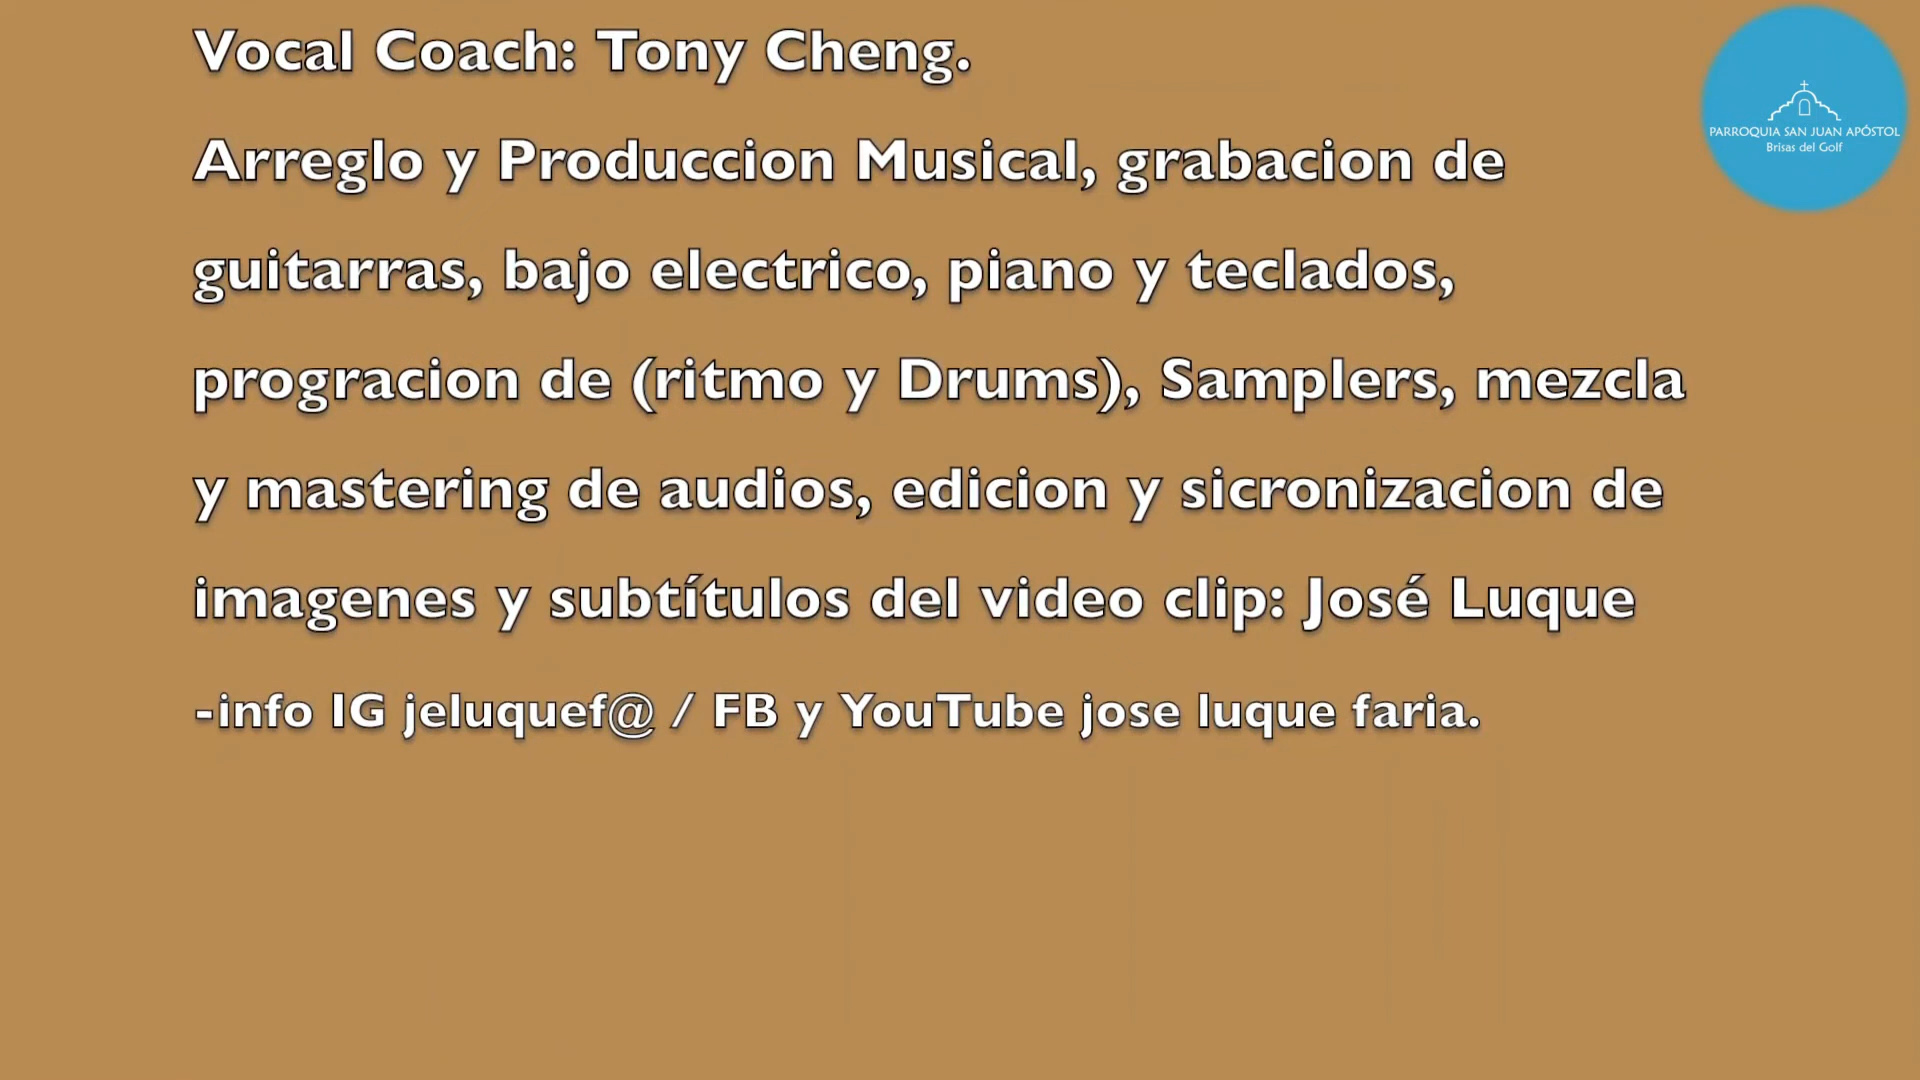 Vocal Coach: Tony Cheng.
Arreglo y Produccion Musical, grabacion de
guitarras, bajo electrico, piano y teclados,
progracion de (ritmo y Drums), Samplers, mezcla
y mastering de audios, edicion y sicronizacion de
imagenes y subtítulos del video clip: José Luque
-info IG jeluquef@ / FB y YouTube jose luque faria.
PARROQUIA SAN JUAN APÓSTOL
Brisas del Golf